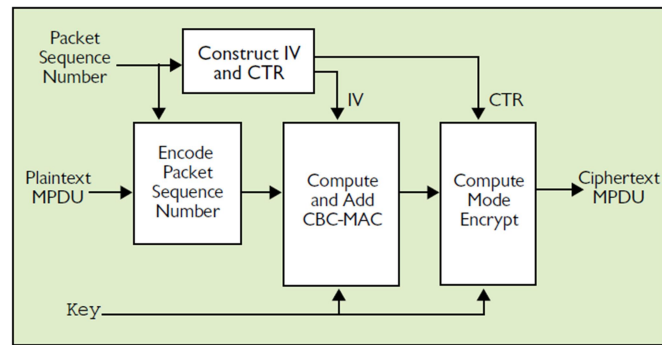 Packet
Sequence
Number
Construct IV
and CTR
IV
CTR
Plaintext
MPDU
Encode
Packet
Sequence
Number
Compute
and Add
CBC-MAC
Compute
Mode
Encrypt
Ciphertext
MPDU
Key